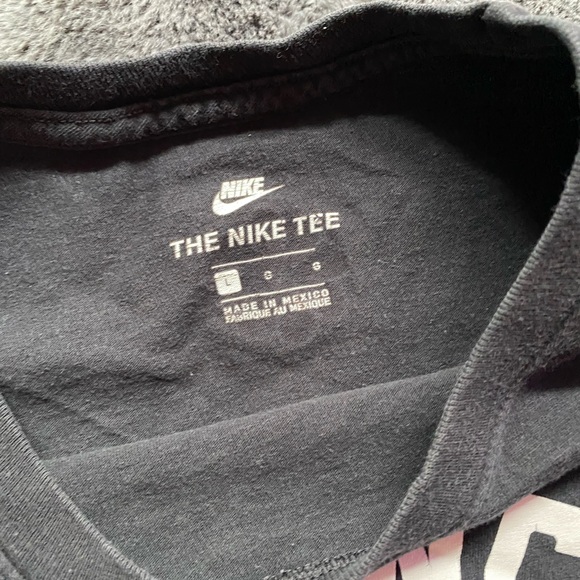 NIKE
THE NIKE TEE
L G G
MADE IN MEXICO
FABRIQUE AU MEXIQUE